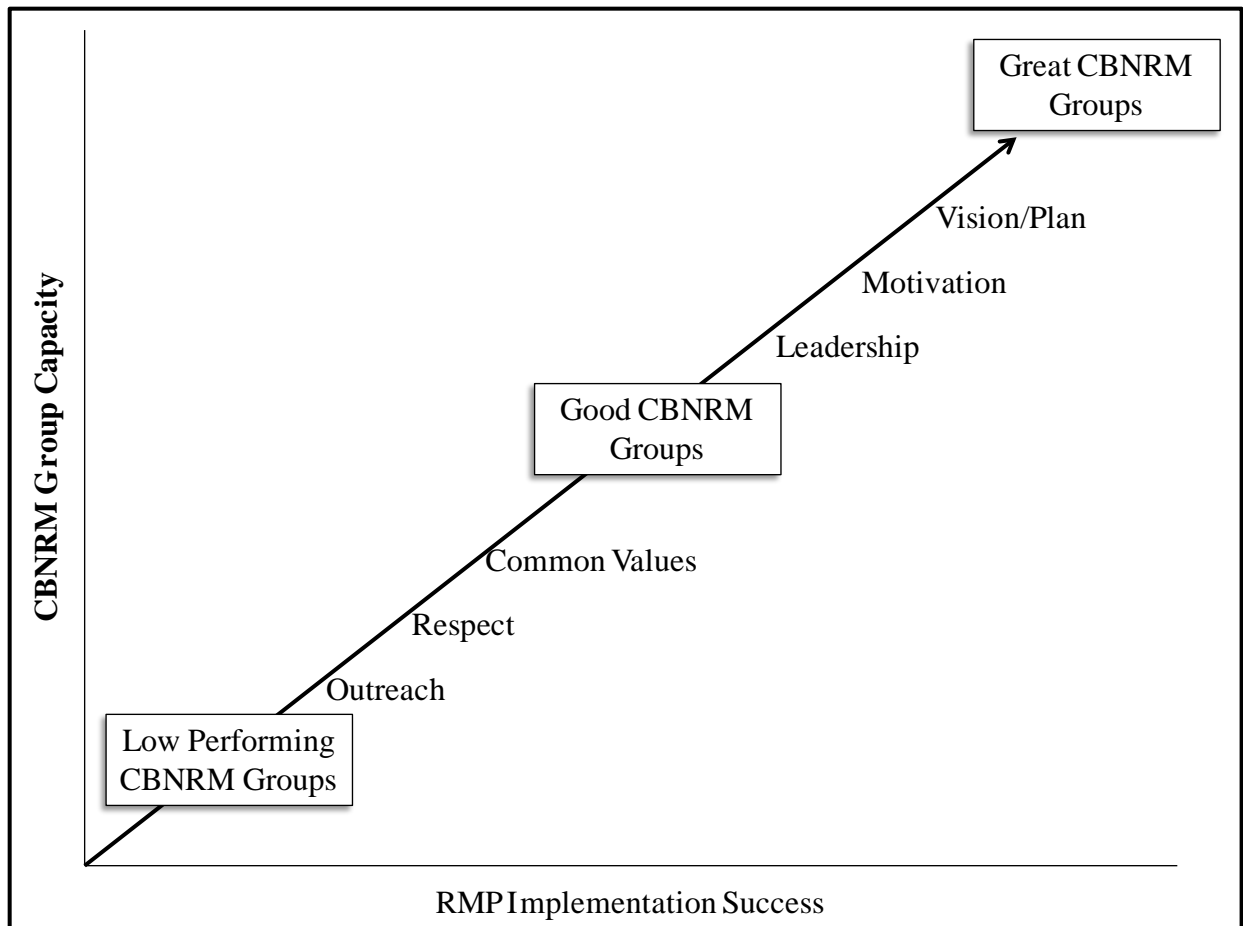 Great CBNRM
Groups
Vision/Plan
Motivation
Leadership
Good CBNRM
Groups
Common Values
Respect
Outreach
Low Performing
CBNRM Groups
CBNRM Group Capacity
RMP Implementation Success